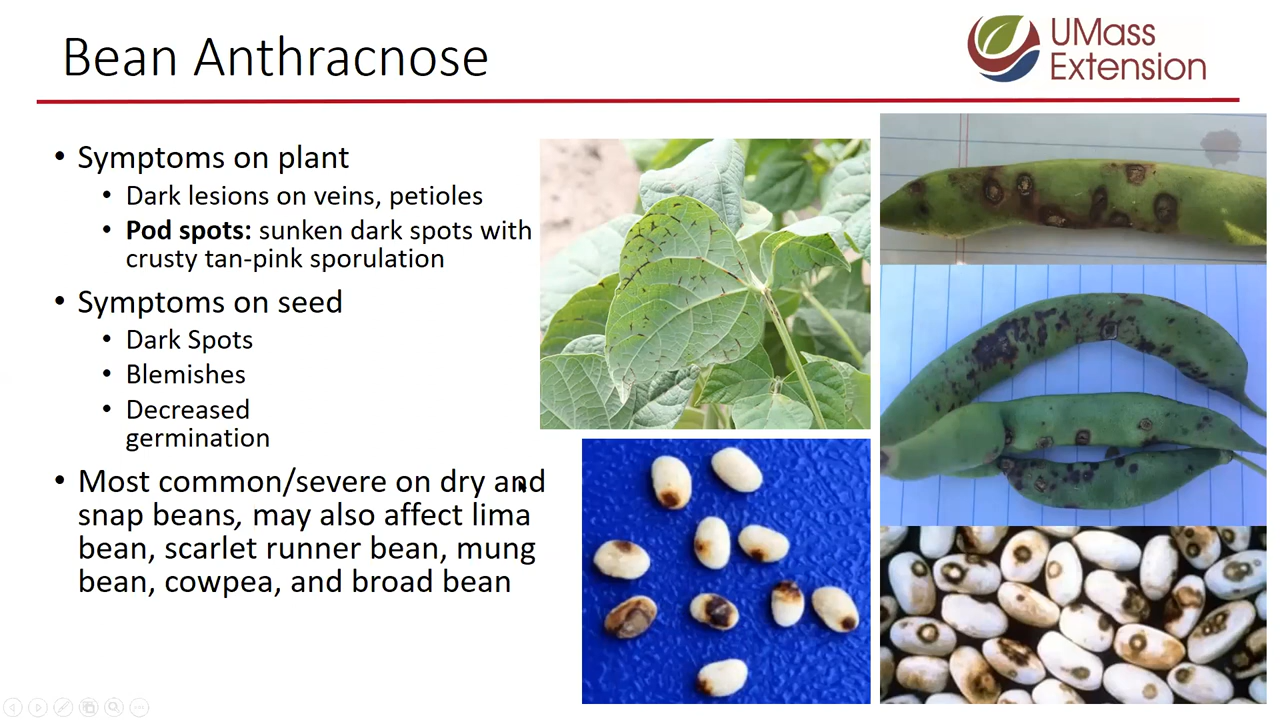 Bean Anthracnose
UMass
Extension
• Symptoms on plant
• Dark lesions on veins, petioles
• Pod spots: sunken dark spots with
crusty tan-pink sporulation
• Symptoms on seed
• Dark Spots
• Blemishes
• Decreased
germination
• Most common/severe on dry and
snap beans, may also affect lima
bean, scarlet runner bean, mung
bean, cowpea, and broad bean